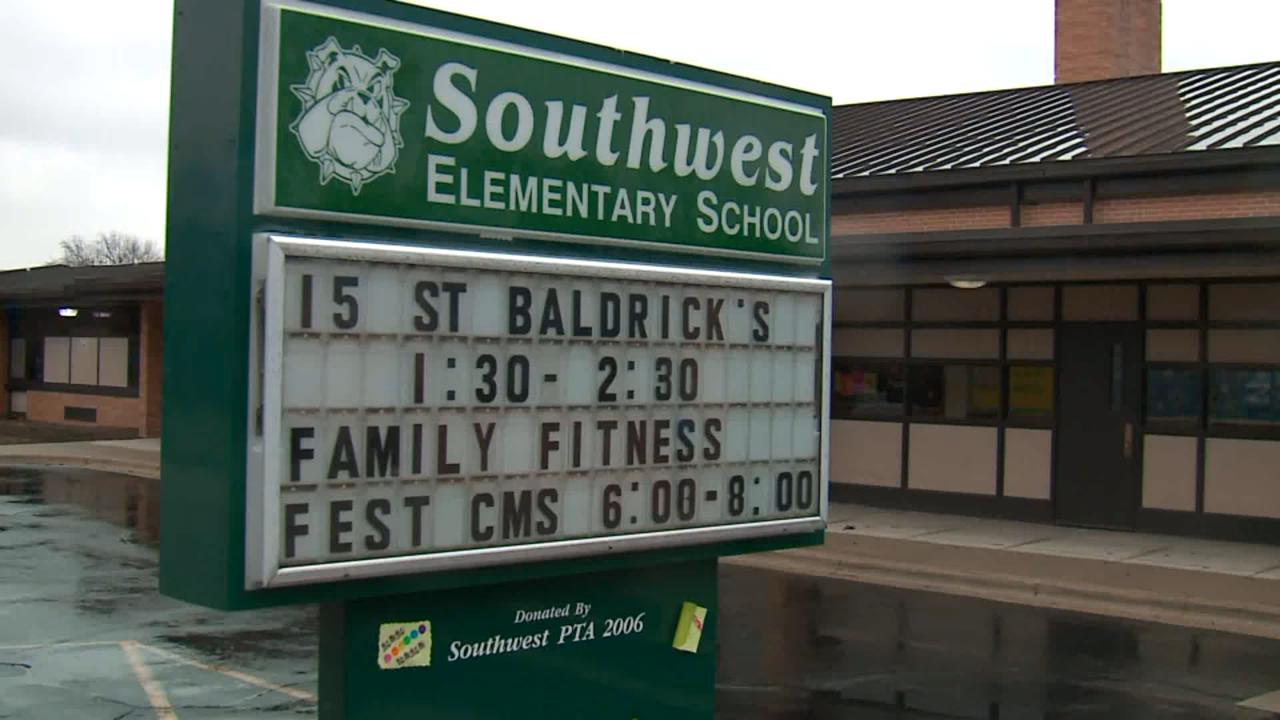 Southwest
ELEMENTARY SCHOOL
15 ST BALDRICK'S
1:30- 2:30
FAMILY FITNESS
FEST CMS 6:00-8:00
Donated By
Southwest PTA 2006